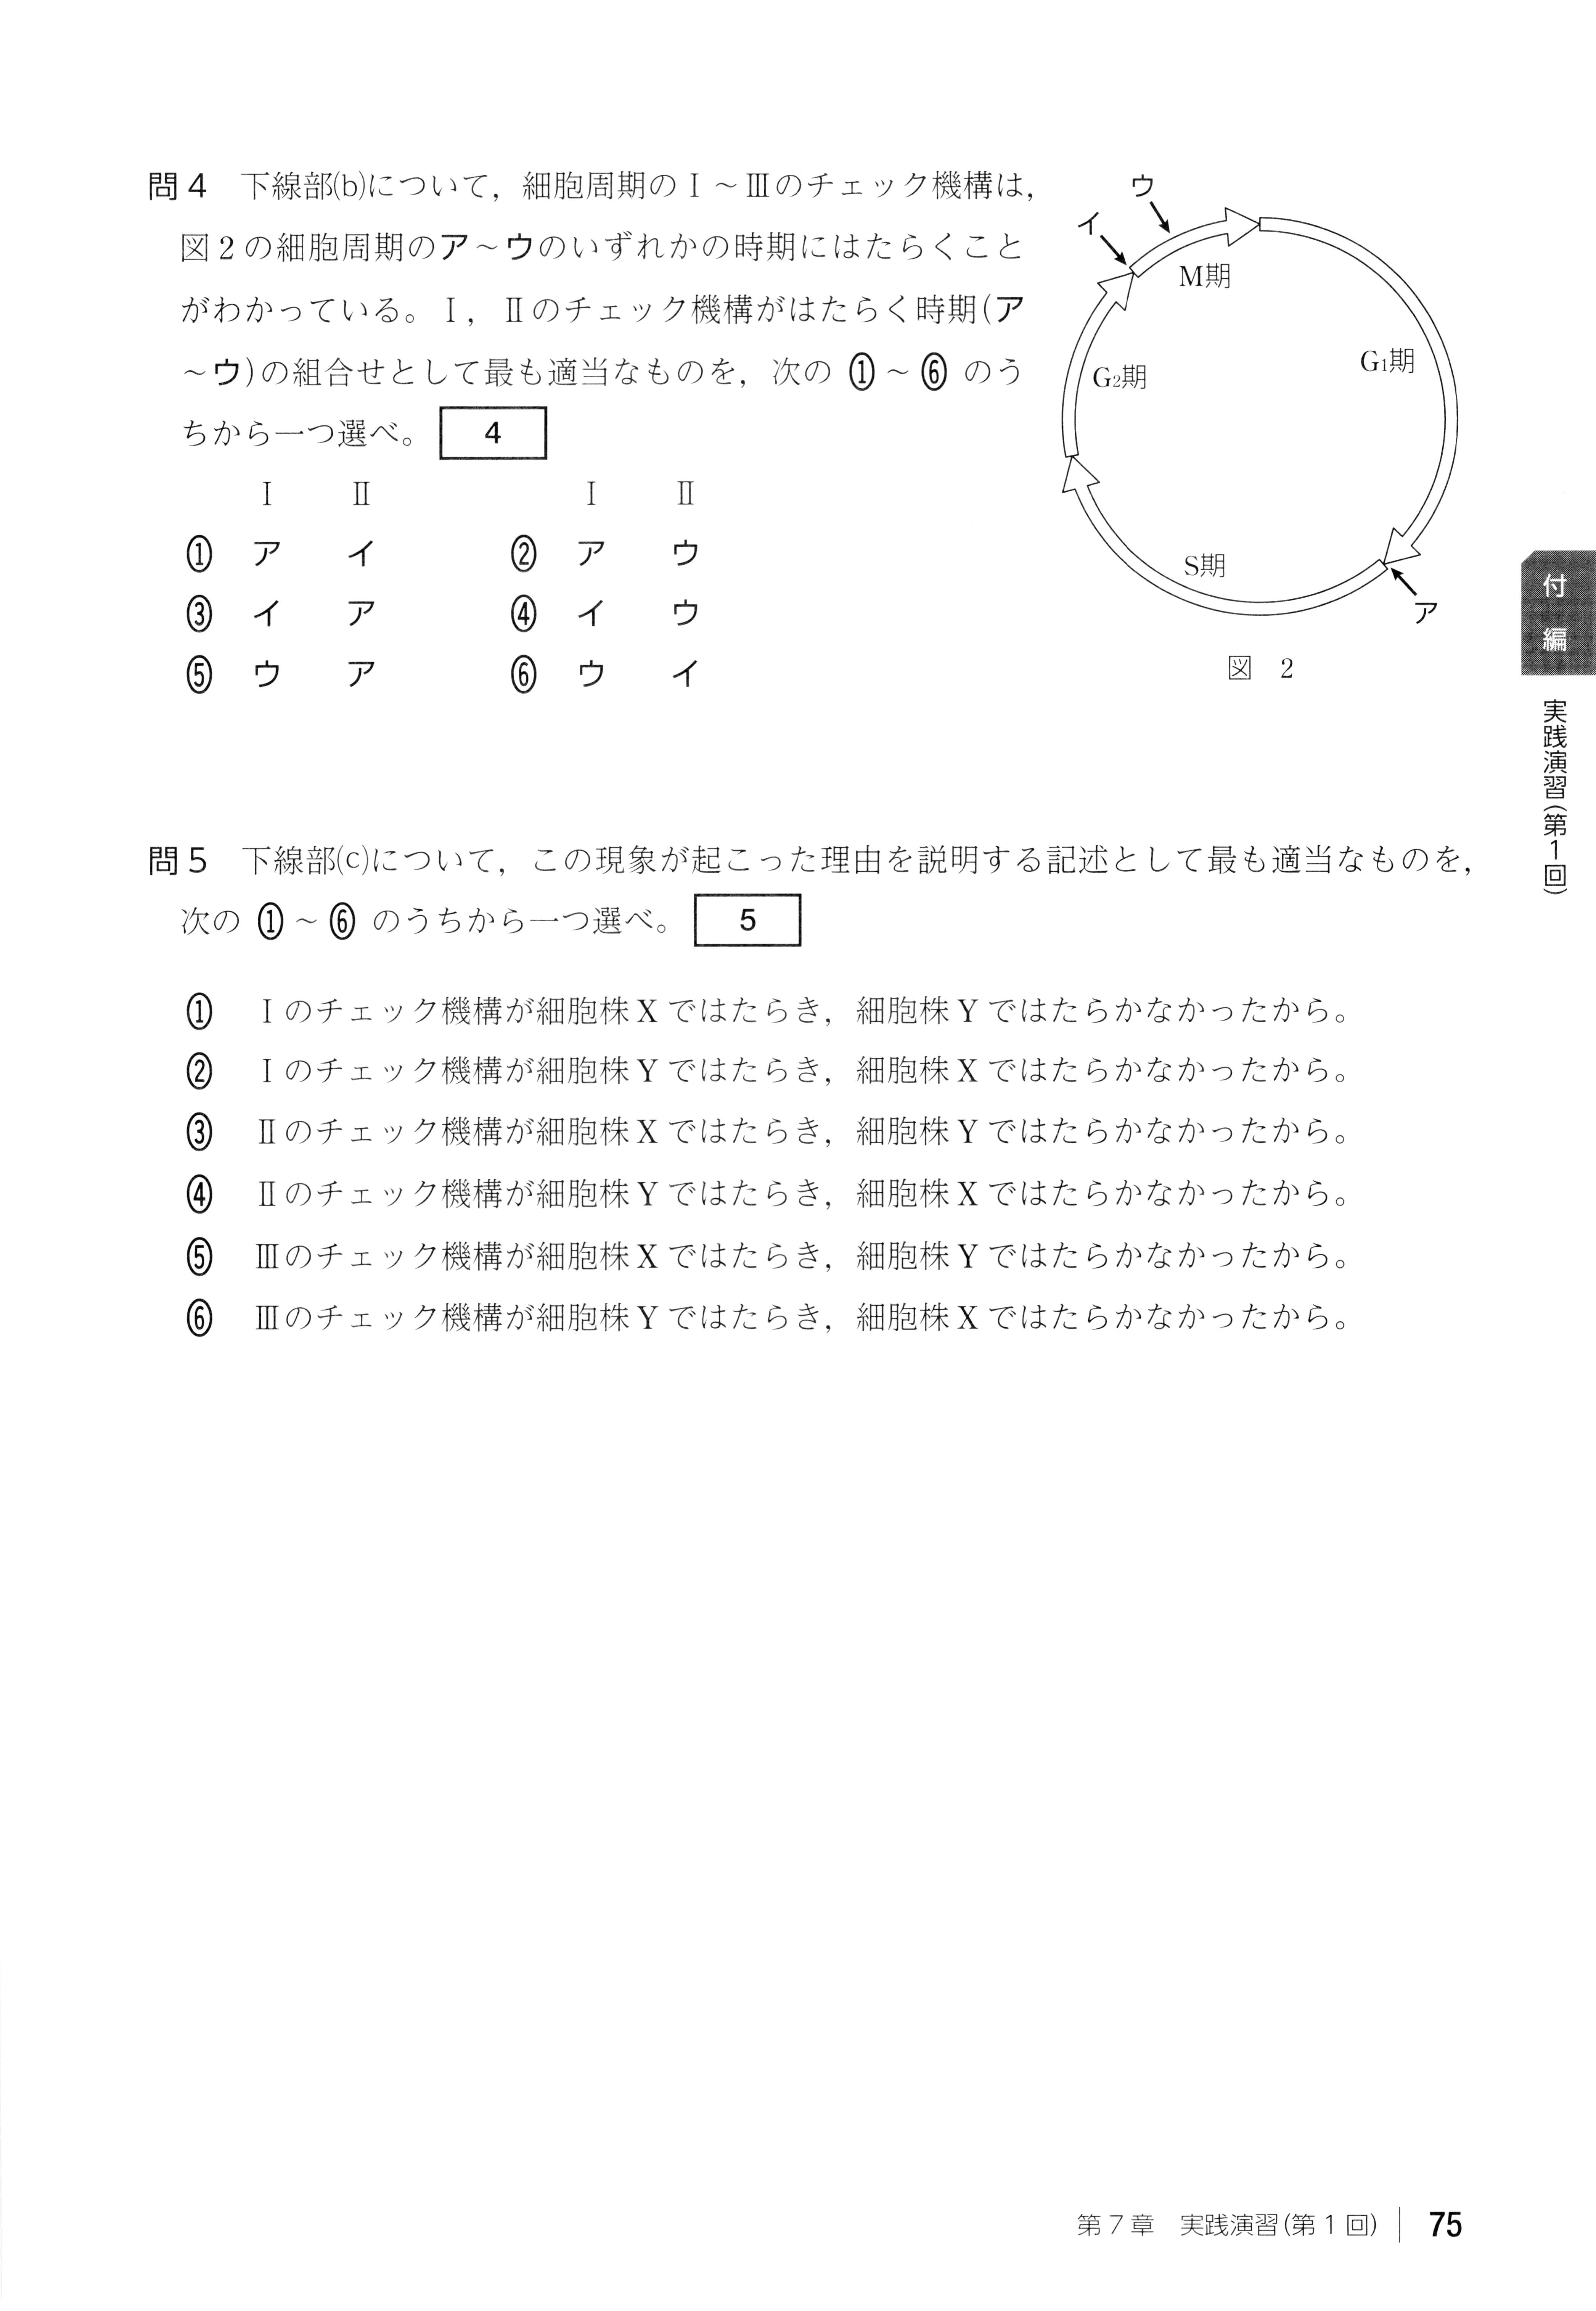 問4 下線部(b)について，細胞周期のⅠ～Ⅲのチェック機構は，
図2の細胞周期のア～ウのいずれかの時期にはたらくこと
がわかっている。Ⅰ，Ⅱのチェック機構がはたらく時期(ア
～ウ)の組合せとして最も適当なものを，次の ①～⑥ のう
ちから一つ選べ。 4
Ⅰ Ⅱ Ⅰ Ⅱ
① ア イ ② ア ウ
③ イ ア ④ イ ウ
⑤ ウ ア ⑥ ウ イ
ウ
イ
M期
G₁期
G₂期
S期
ア
図 2
問5 下線部(c)について，この現象が起こった理由を説明する記述として最も適当なものを，
次の ①～⑥ のうちから一つ選べ。 5
① Ⅰのチェック機構が細胞株Xではたらき，細胞株Yではたらかなかったから。
② Ⅰのチェック機構が細胞株Yではたらき，細胞株Xではたらかなかったから。
③ Ⅱのチェック機構が細胞株Xではたらき，細胞株Yではたらかなかったから。
④ Ⅱのチェック機構が細胞株Yではたらき，細胞株Xではたらかなかったから。
⑤ Ⅲのチェック機構が細胞株Xではたらき，細胞株Yではたらかなかったから。
⑥ Ⅲのチェック機構が細胞株Yではたらき，細胞株Xではたらかなかったから。
付編
実践演習(第1回)
第7章 実践演習(第1回) 75